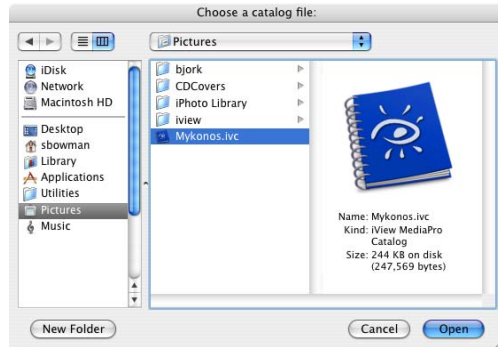 Choose a catalog file:
Pictures
iDisk
Network
Macintosh HD
Desktop
sbowman
Library
Applications
Utilities
Pictures
Music
bjork
CDCovers
iPhoto Library
iview
Mykonos.ivc
Name: Mykonos.ivc
Kind: iView MediaPro
Catalog
Size: 244 KB on disk
(247,569 bytes)
New Folder
Cancel
Open